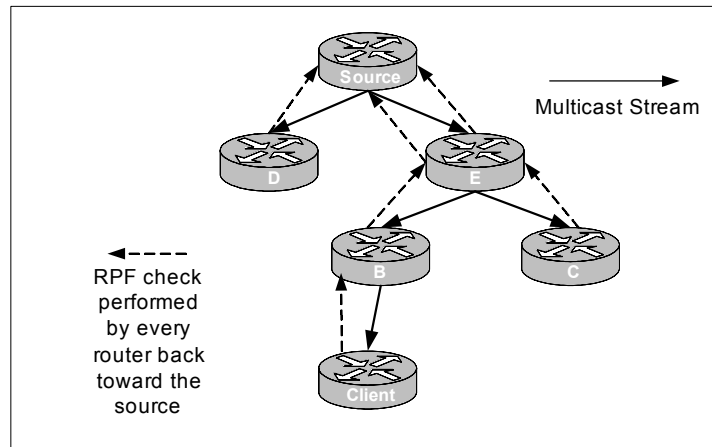 Source
Multicast Stream
D
E
B
C
RPF check
performed
by every
router back
toward the
source
Client